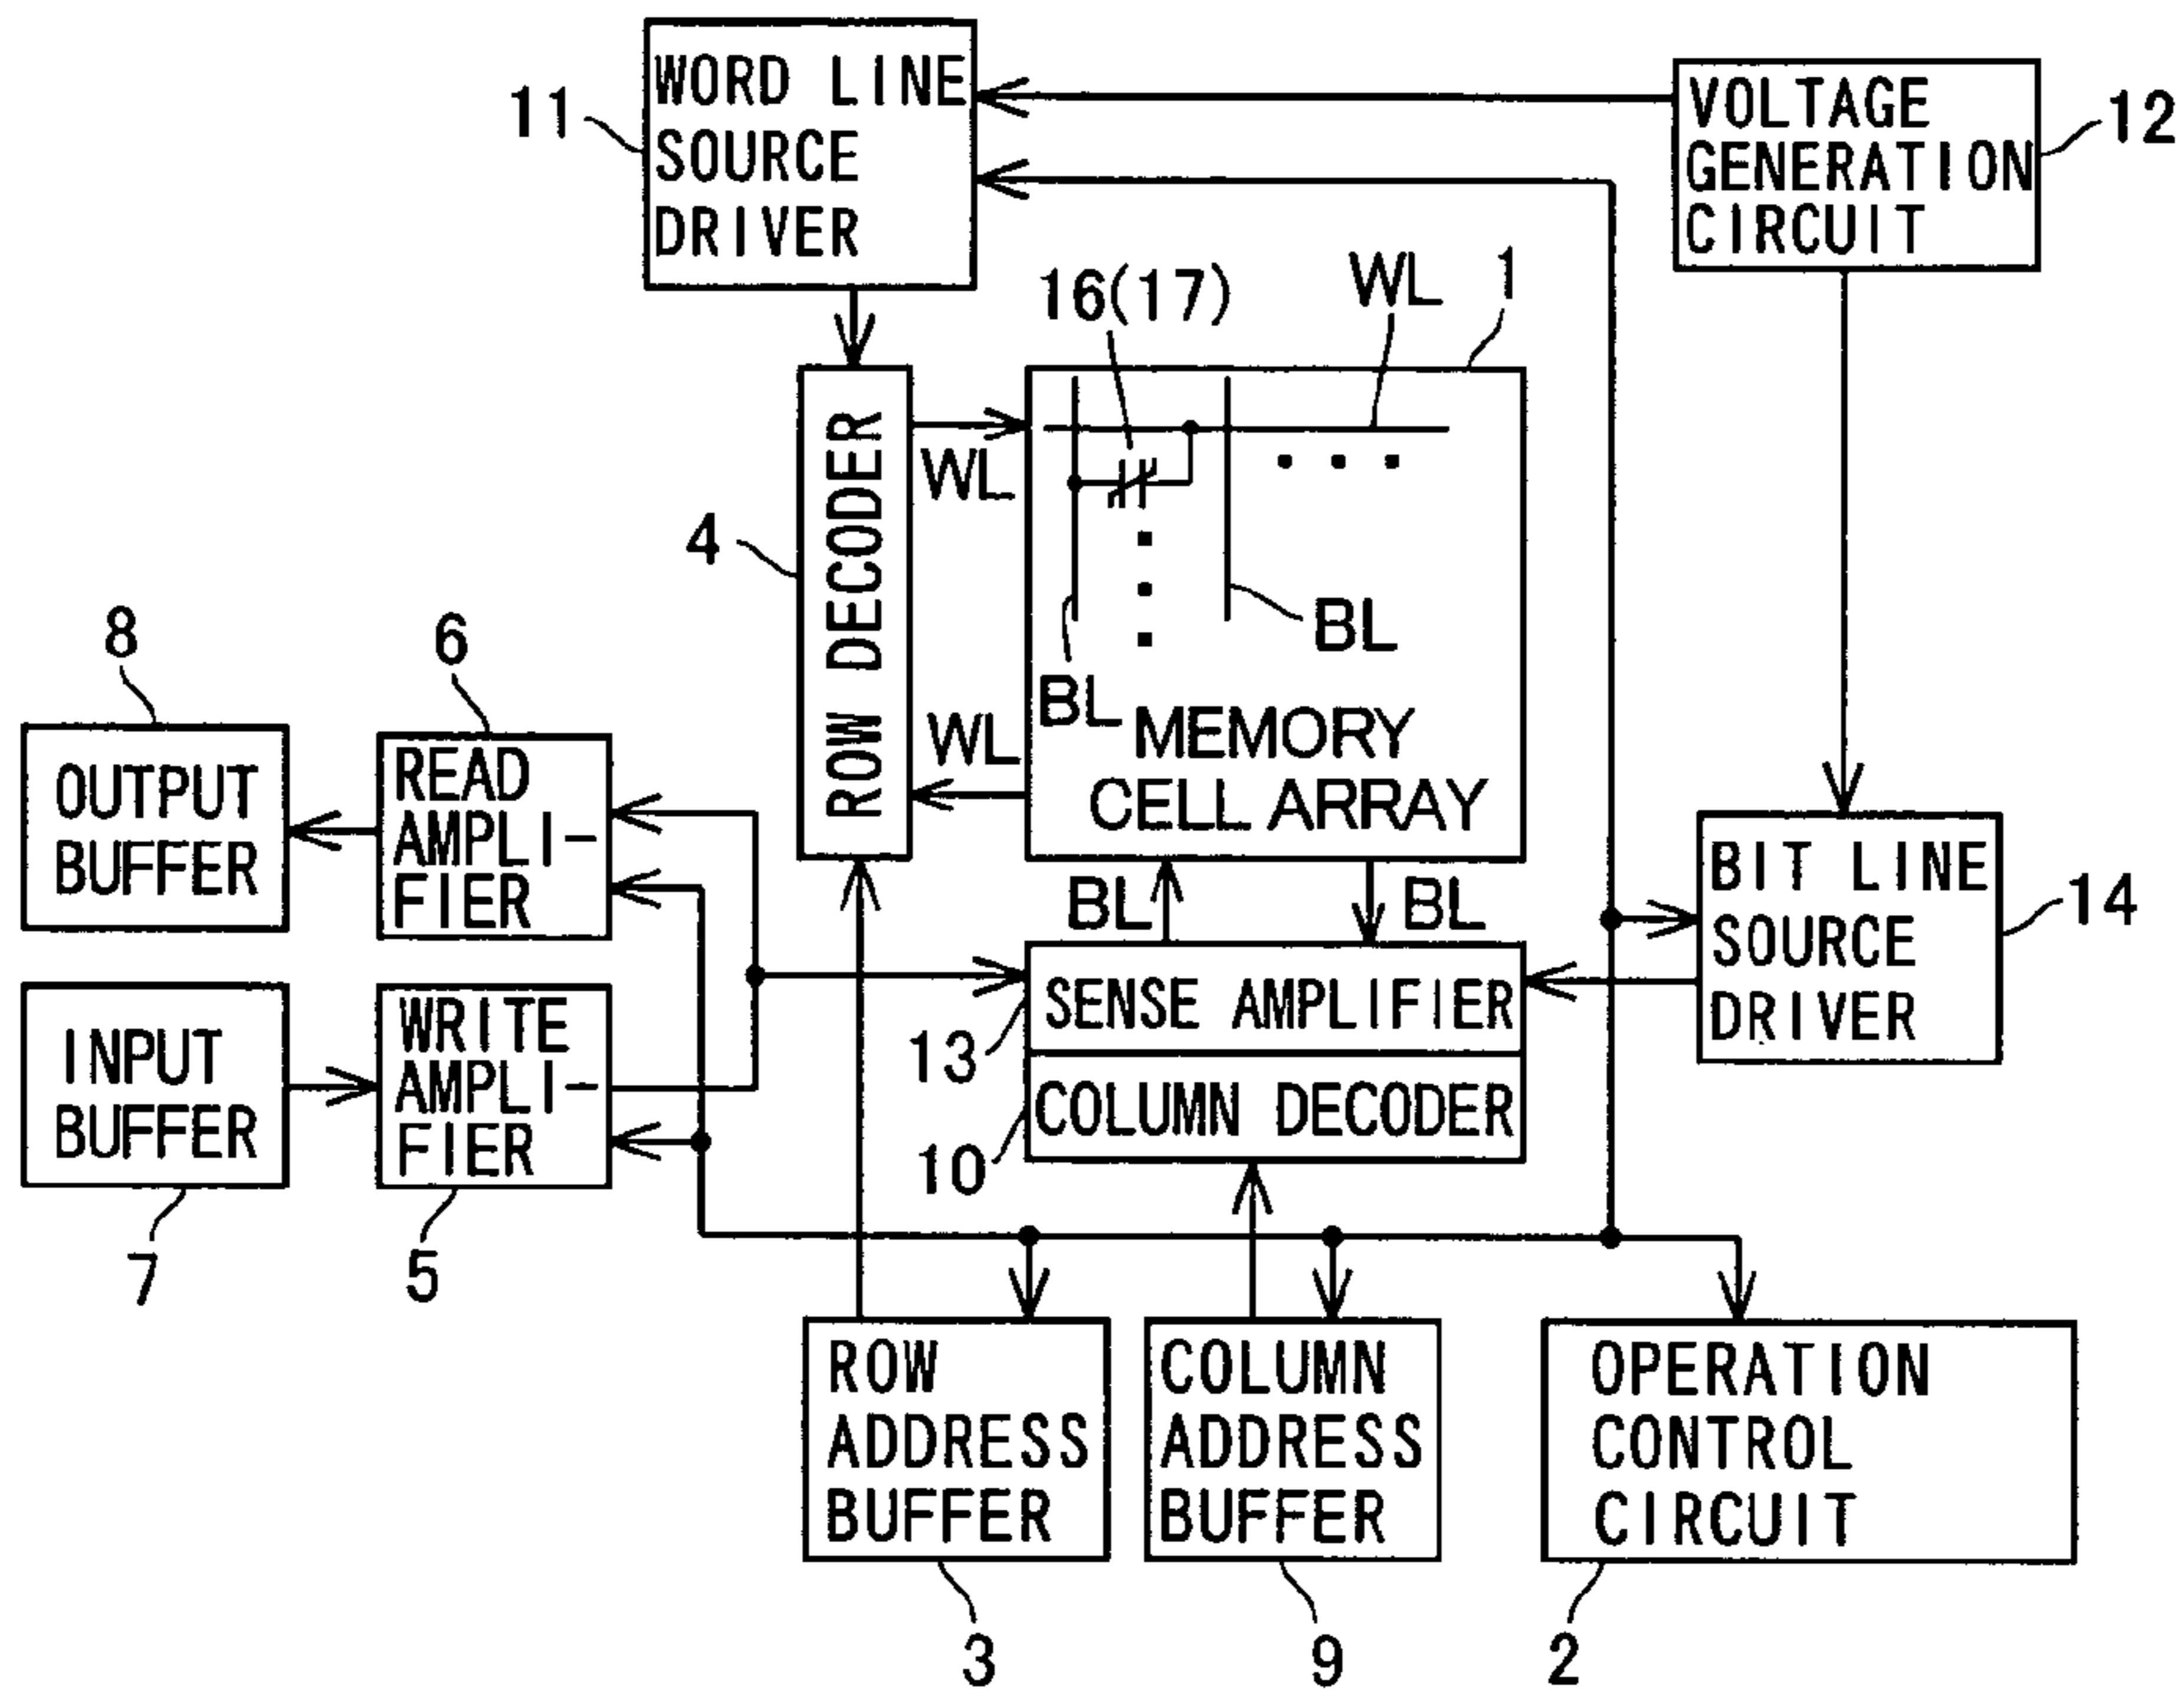 WORD LINE
SOURCE
DRIVER
11
VOLTAGE
GENERATION
CIRCUIT
12
16(17)
WL
1
ROW DECODER
4
WL
WL
BL
BL
MEMORY
CELL ARRAY
8
OUTPUT
BUFFER
6
READ
AMPLI-
FIER
INPUT
BUFFER
7
WRITE
AMPLI-
FIER
5
BL
BL
SENSE AMPLIFIER
13
COLUMN DECODER
10
BIT LINE
SOURCE
DRIVER
14
ROW
ADDRESS
BUFFER
3
COLUMN
ADDRESS
BUFFER
9
OPERATION
CONTROL
CIRCUIT
2